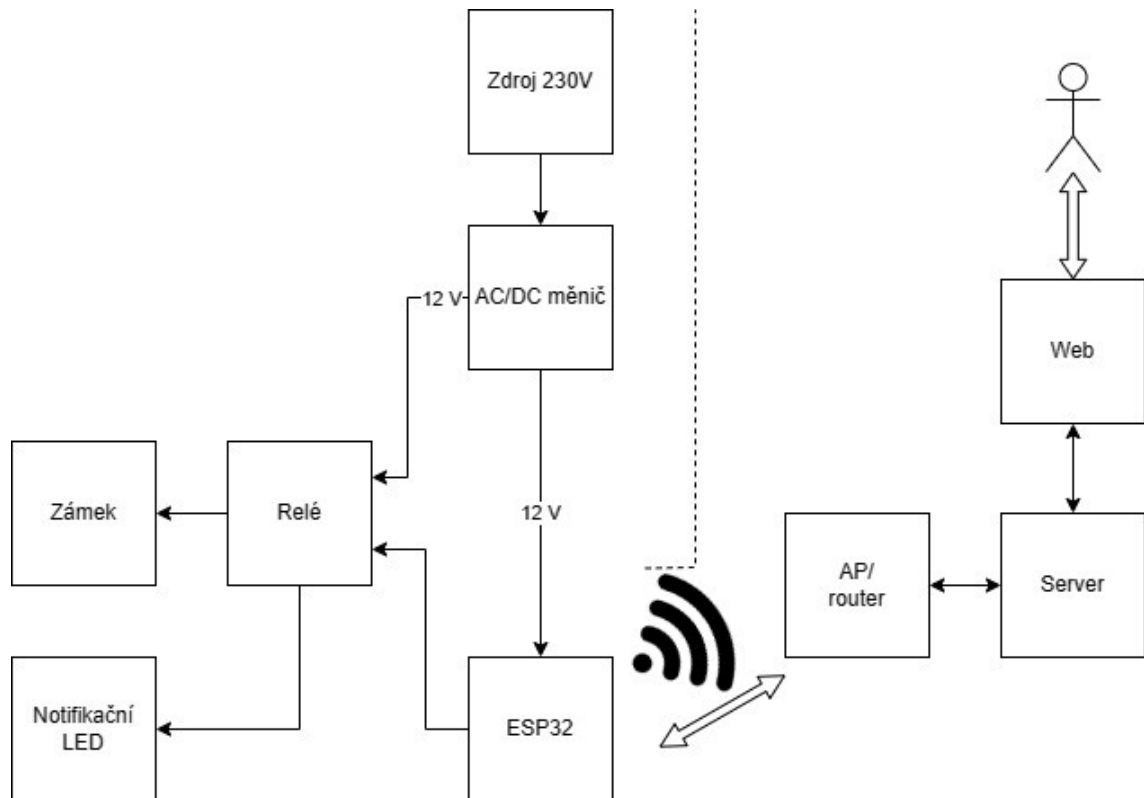 Zdroj 230V
12 V
AC/DC měnič
Web
Zámek
Relé
12 V
AP/
router
Server
Notifikační
LED
ESP32